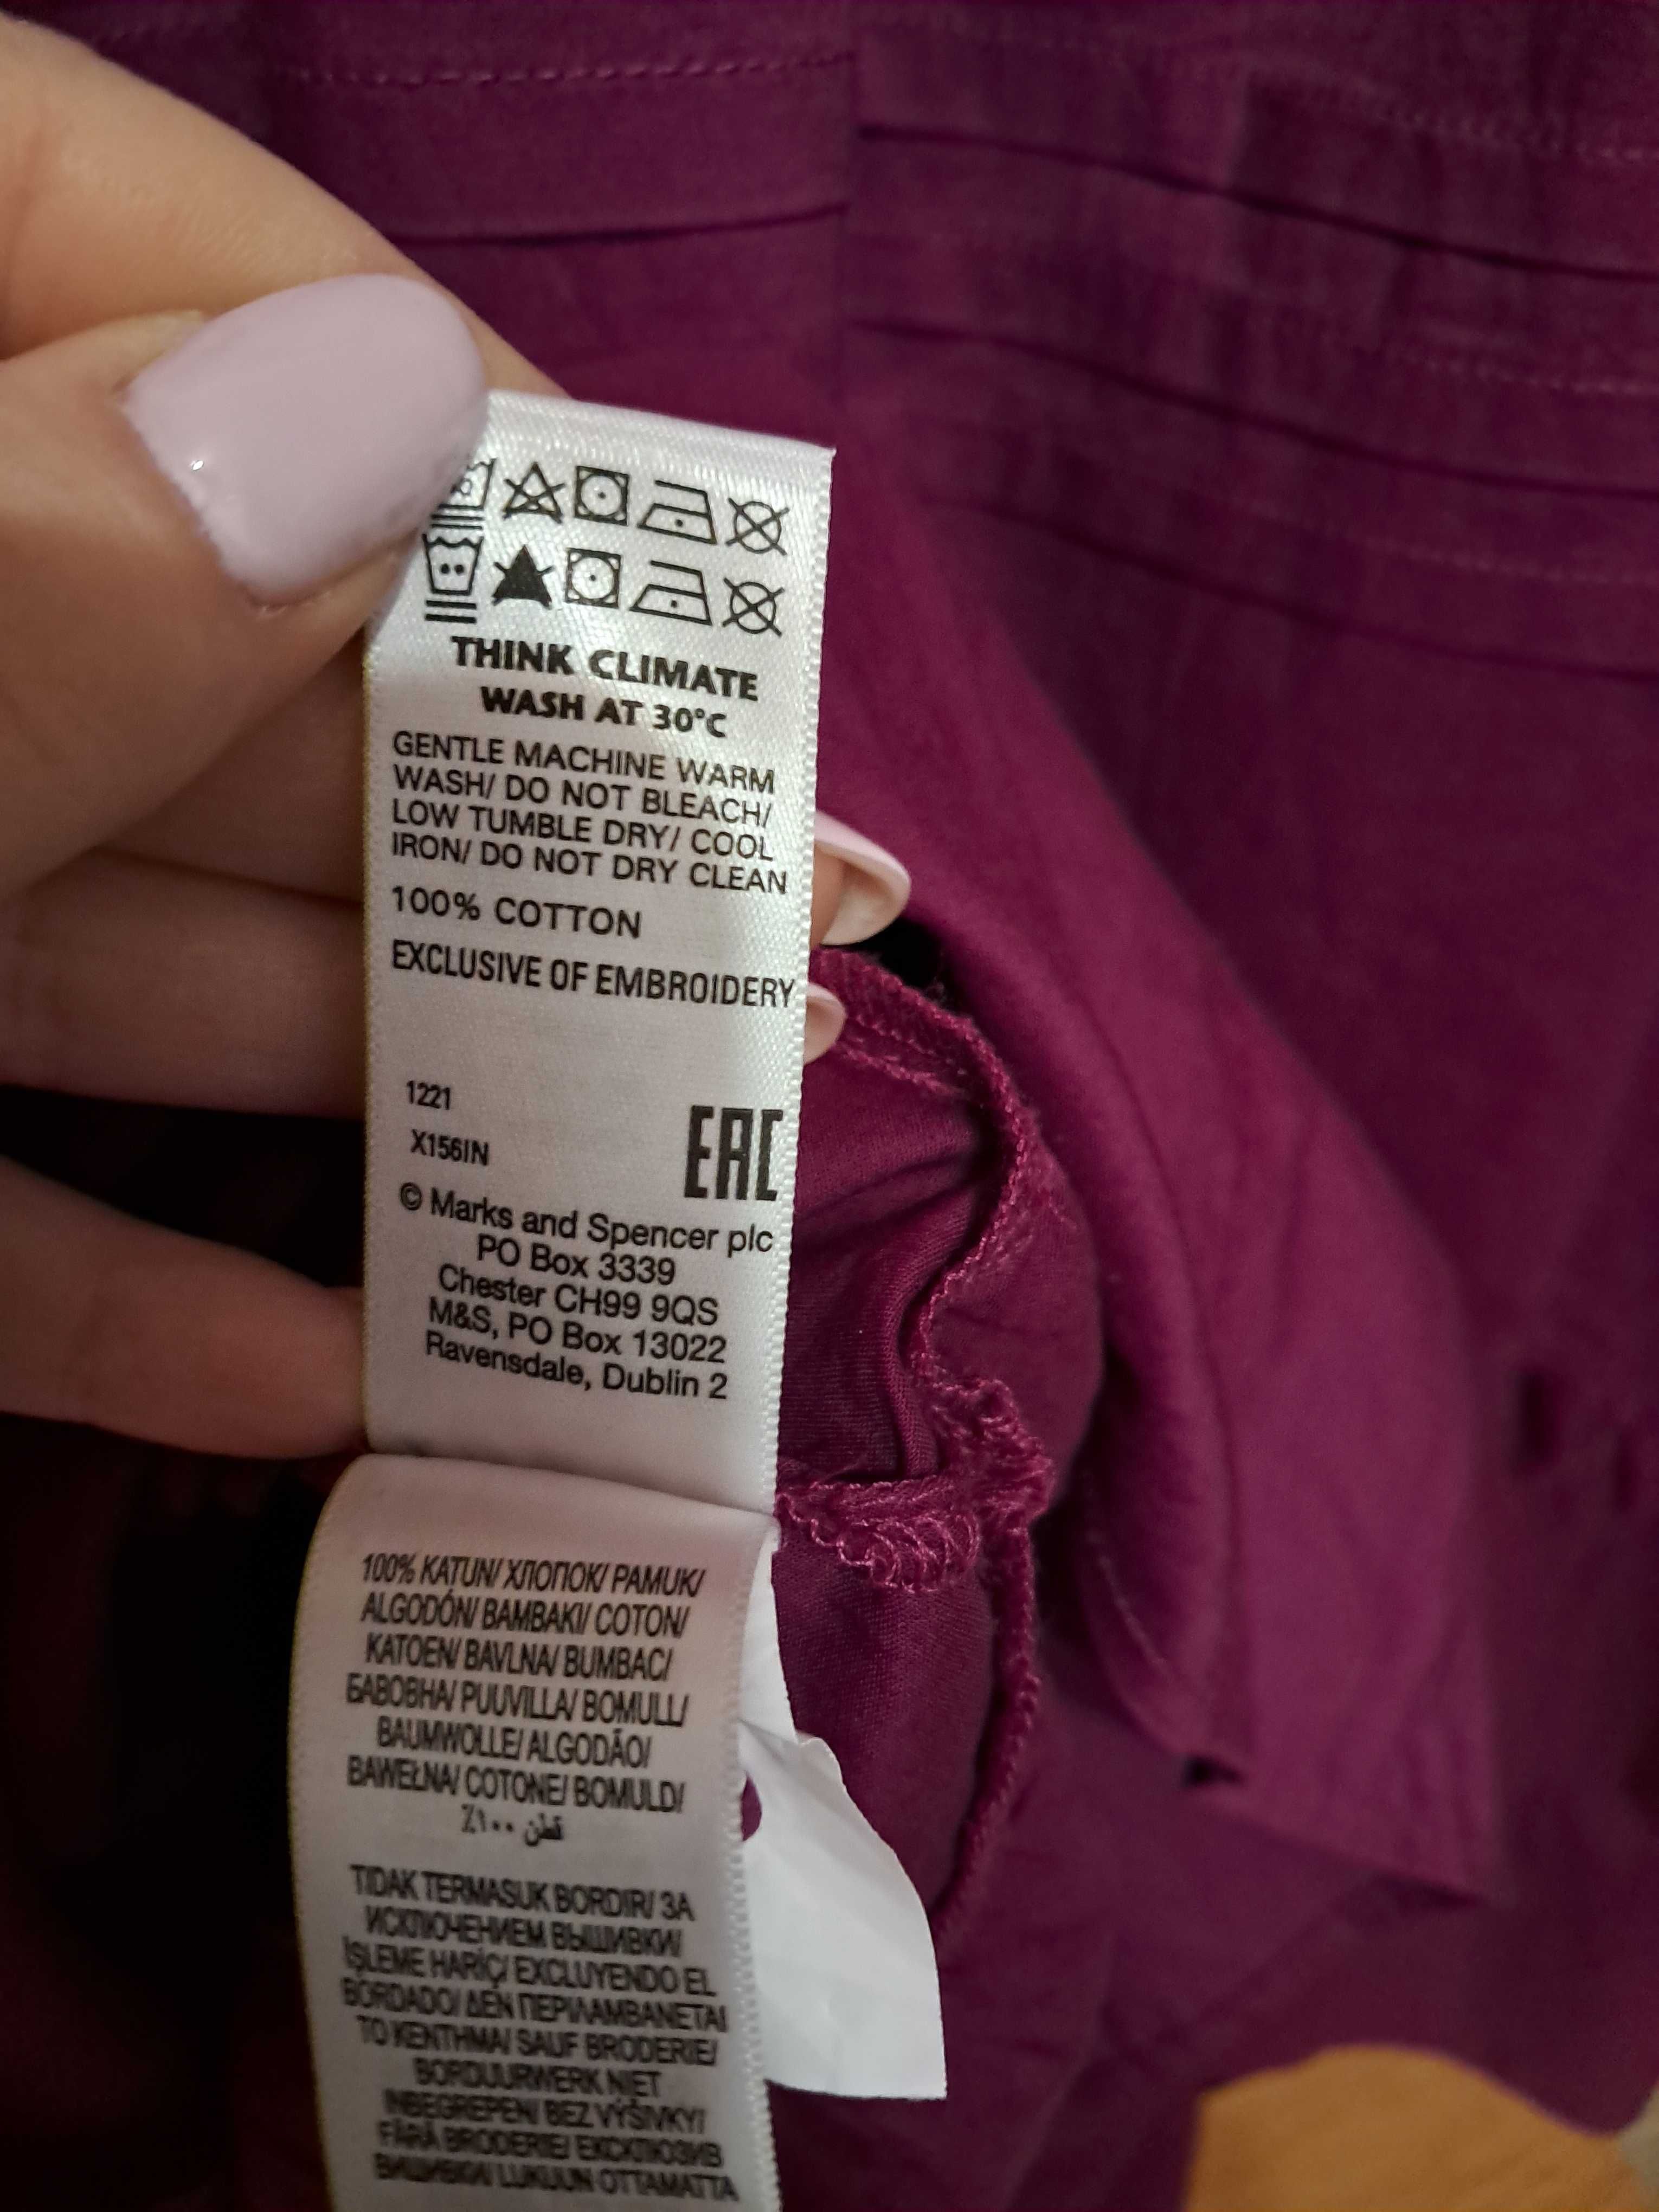 THINK CLIMATE
WASH AT 30°C
GENTLE MACHINE WARM
WASH/ DO NOT BLEACH/
LOW TUMBLE DRY/ COOL
IRON/ DO NOT DRY CLEAN
100% COTTON
EXCLUSIVE OF EMBROIDERY
1221
X156IN
EAC
© Marks and Spencer plc
PO Box 3339
Chester CH99 9QS
M&S, PO Box 13022
Ravensdale, Dublin 2
100% KATUN/ ХЛОПОК/ PAMUK/
ALGODÓN/ BAMBAKI/ COTON/
KATOEN/ BAVLNA/ BUMBAC/
БАВОВНА/ PUUVILLA/ BOMULL/
BAUMWOLLE/ ALGODÃO/
BAWEŁNA/ COTONE/ BOMULD/
قطن ١٠٠٪
TIDAK TERMASUK BORDIR/ ЗА
ИСКЛЮЧЕНИЕМ ВЫШИВКИ/
İŞLEME HARİÇ/ EXCLUYENDO EL
BORDADO/ ΔΕΝ ΠΕΡΙΛΑΜΒΑΝΕΤΑΙ
ΤΟ ΚΕΝΤΗΜΑ/ SAUF BRODERIE/
BORDUURWERK NIET
INBEGREPEN/ BEZ VÝŠIVKY/
FĂRĂ BRODERIE/ ЕКСКЛЮЗИВ
ВИШИВКИ/ LUKUUN OTTAMATTA